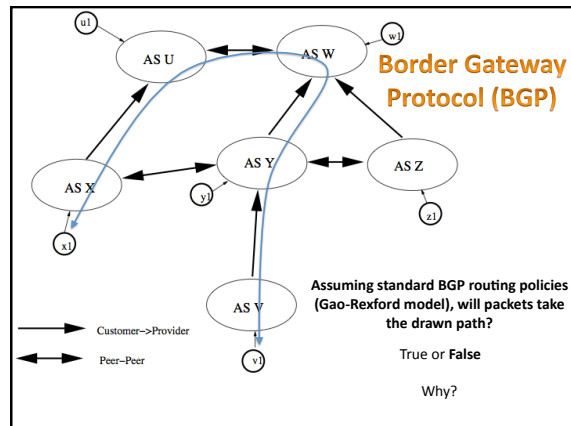 u1
w1
AS U
AS W
Border Gateway
Protocol (BGP)
AS X
AS Y
AS Z
y1
z1
x1
AS V
Assuming standard BGP routing policies
(Gao-Rexford model), will packets take
the drawn path?
Customer->Provider
True or False
Peer-Peer
v1
Why?